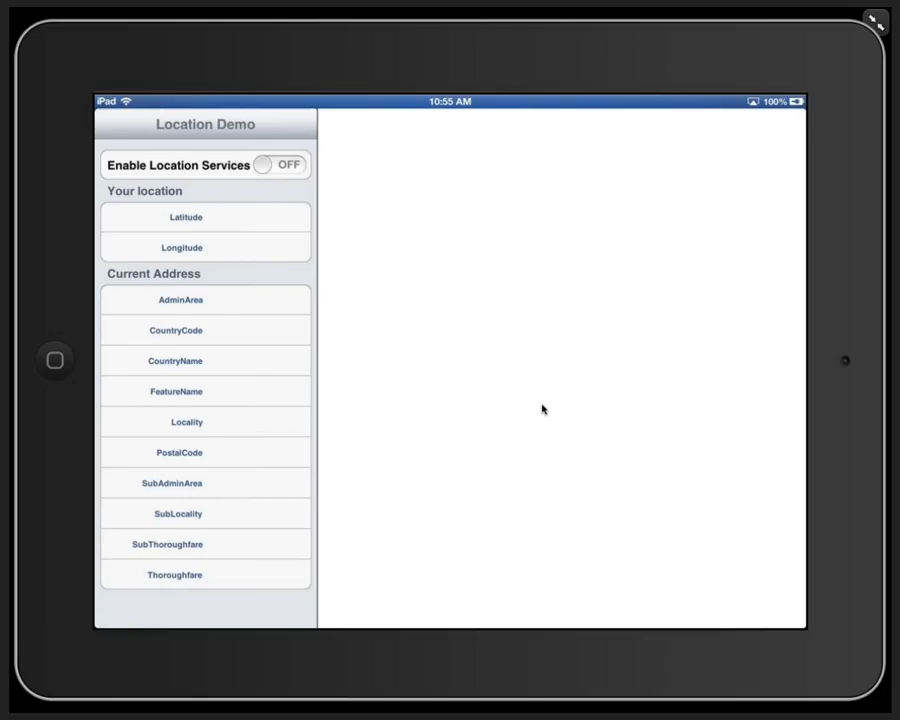 iPad 10:55 AM 100%
Location Demo
Enable Location Services OFF
Your location
Latitude
Longitude
Current Address
AdminArea
CountryCode
CountryName
FeatureName
Locality
PostalCode
SubAdminArea
SubLocality
SubThoroughfare
Thoroughfare